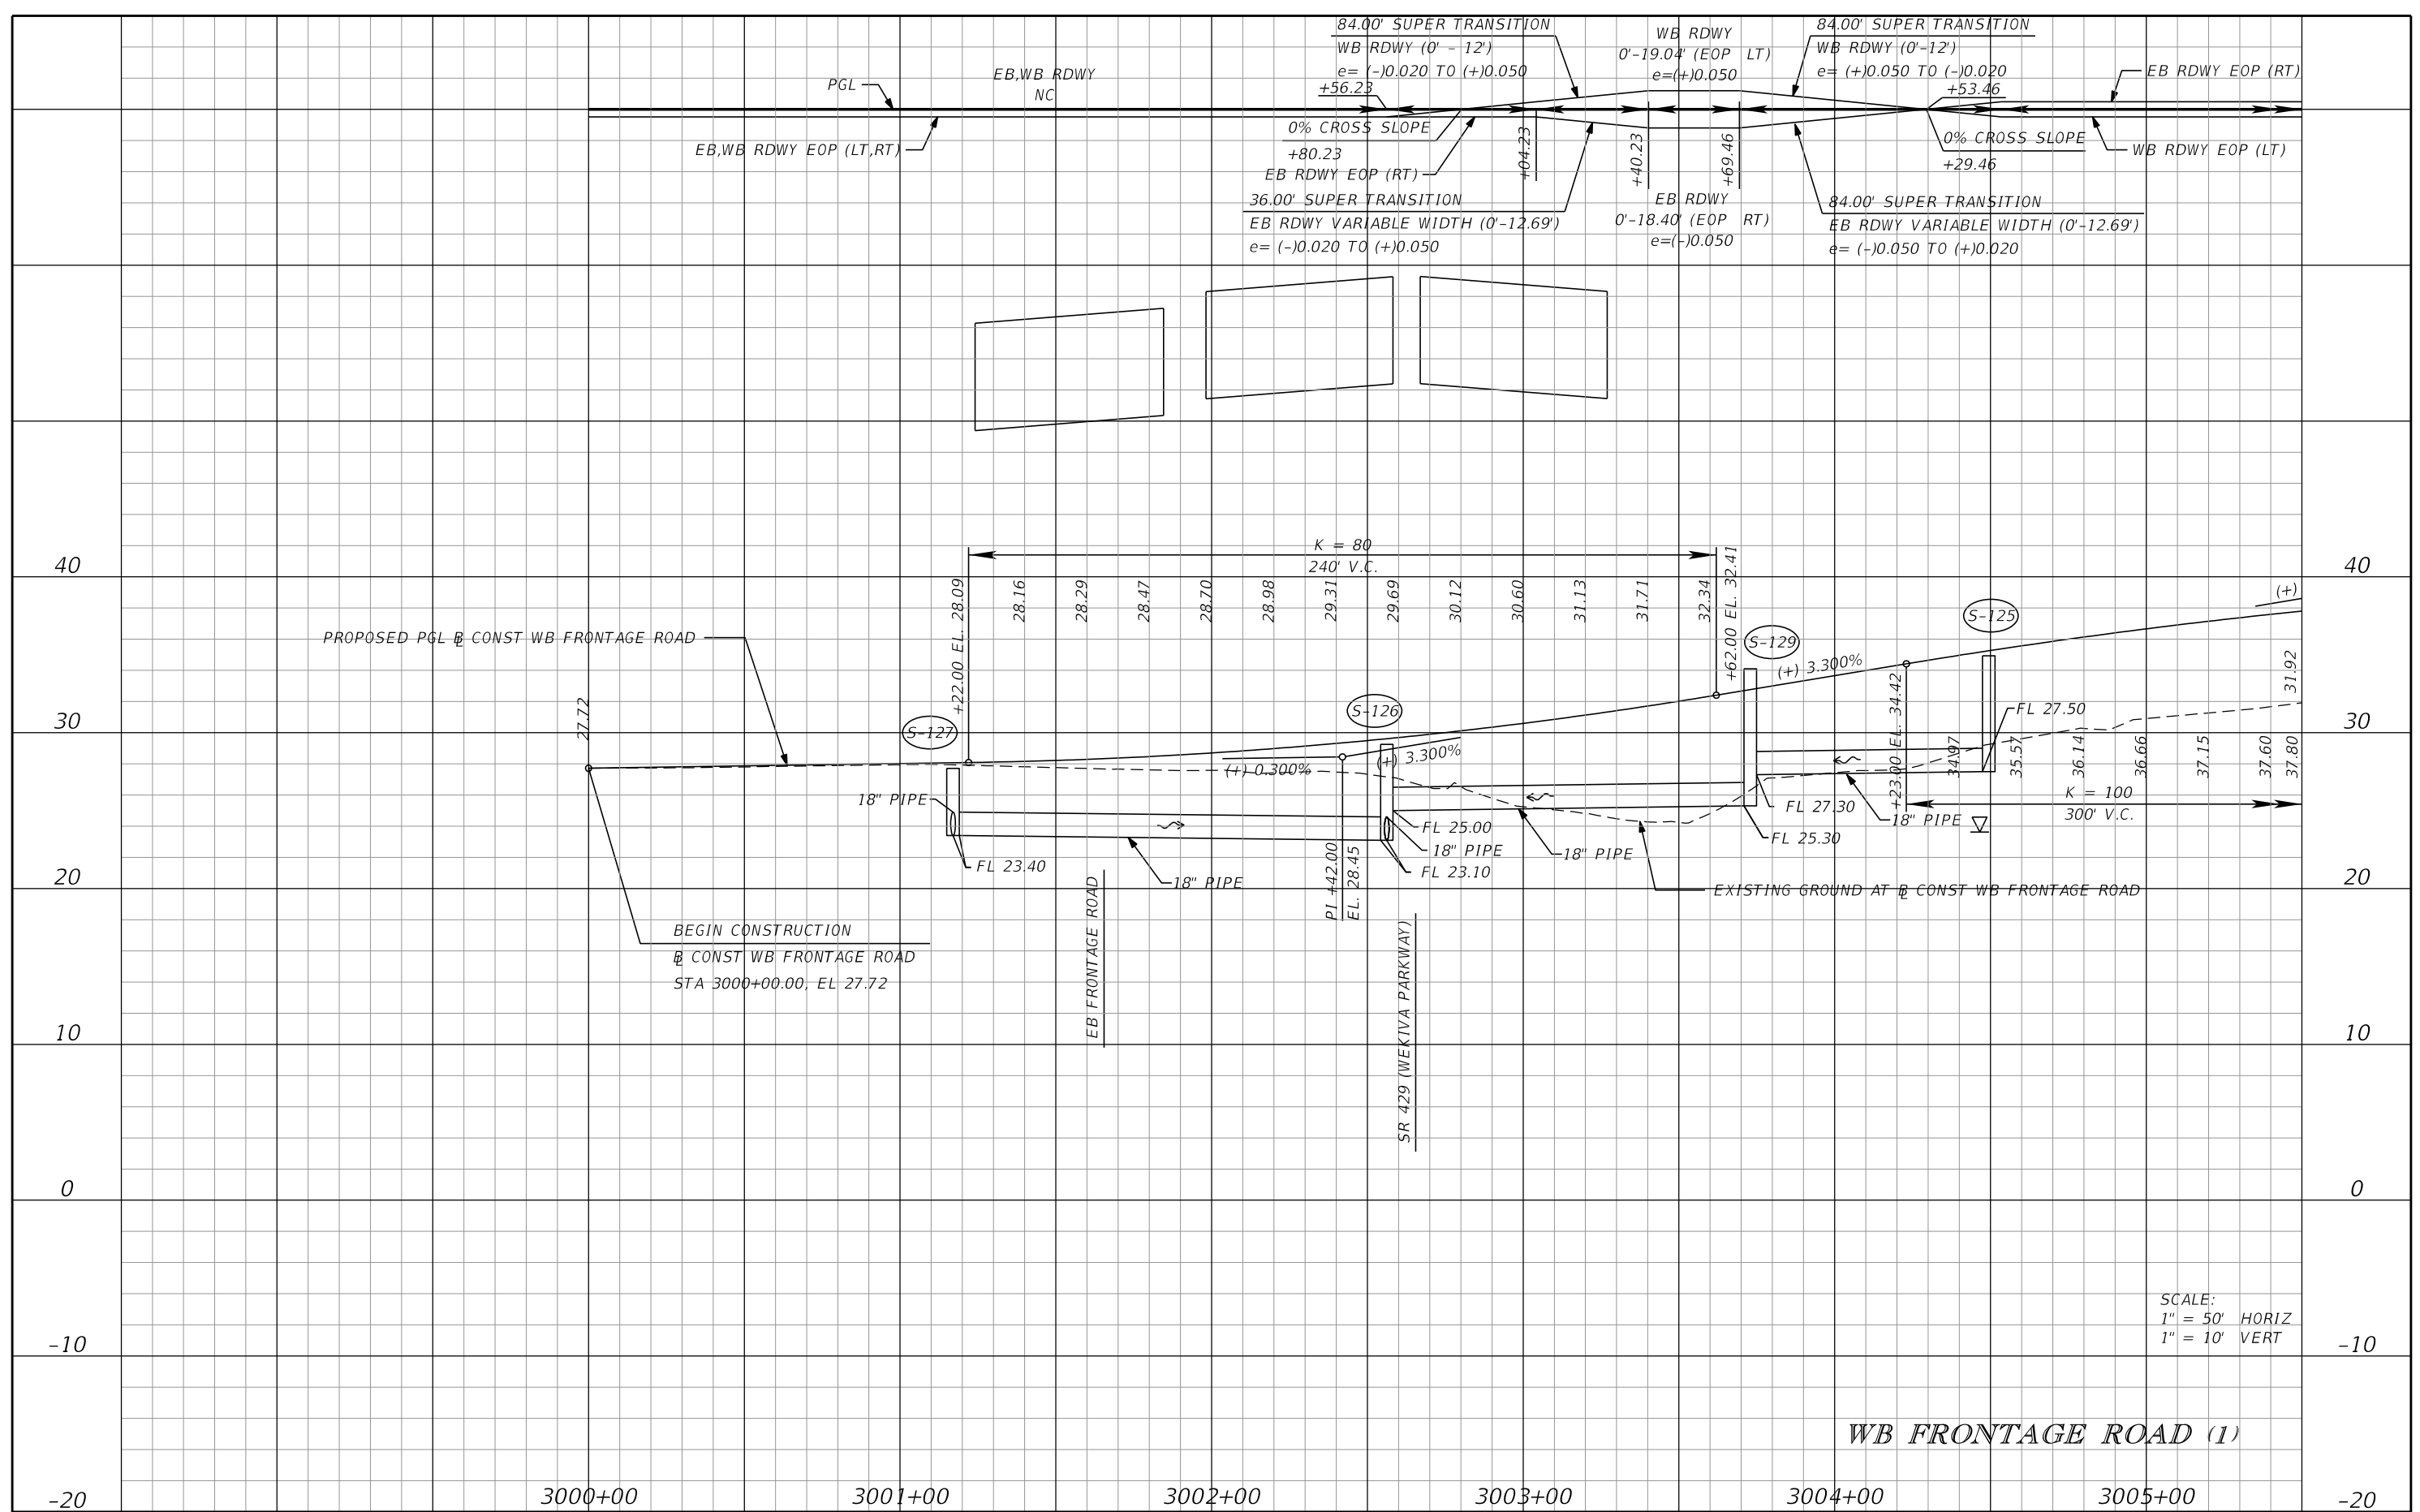 84.00' SUPER TRANSITION
WB RDWY (0' - 12')
e= (-)0.020 TO (+)0.050
WB RDWY
0'-19.04' (EOP LT)
e=(+)0.050
84.00' SUPER TRANSITION
WB RDWY (0'-12')
e= (+)0.050 TO (-)0.020
EB RDWY EOP (RT)
EB,WB RDWY
NC
PGL
+56.23
+53.46
EB,WB RDWY EOP (LT,RT)
0% CROSS SLOPE
+80.23
EB RDWY EOP (RT)
+04.23
+40.23
+69.46
0% CROSS SLOPE
+29.46
WB RDWY EOP (LT)
36.00' SUPER TRANSITION
EB RDWY VARIABLE WIDTH (0'-12.69')
e= (-)0.020 TO (+)0.050
EB RDWY
0'-18.40' (EOP RT)
e=(-)0.050
84.00' SUPER TRANSITION
EB RDWY VARIABLE WIDTH (0'-12.69')
e= (-)0.050 TO (+)0.020
40
40
K = 80
240' V.C.
+22.00 EL. 28.09
28.16
28.29
28.47
28.70
28.98
29.31
29.69
30.12
30.60
31.13
31.71
32.34
+62.00 EL. 32.41
(+)
PROPOSED PGL ℄ CONST WB FRONTAGE ROAD
S-125
S-129
(+) 3.300%
31.92
27.72
30
30
S-127
S-126
(+) 3.300%
(+) 0.300%
+23.00 EL. 34.42
FL 27.50
34.97
35.57
36.14
36.66
37.15
37.60
37.80
K = 100
300' V.C.
18" PIPE
FL 27.30
18" PIPE
FL 25.30
FL 25.00
18" PIPE
FL 23.10
18" PIPE
FL 23.40
18" PIPE
PI +42.00
EL. 28.45
20
20
EXISTING GROUND AT ℄ CONST WB FRONTAGE ROAD
BEGIN CONSTRUCTION
℄ CONST WB FRONTAGE ROAD
STA 3000+00.00, EL 27.72
EB FRONTAGE ROAD
SR 429 (WEKIVA PARKWAY)
10
10
0
0
SCALE:
1" = 50' HORIZ
1" = 10' VERT
-10
-10
WB FRONTAGE ROAD (1)
-20
3000+00
3001+00
3002+00
3003+00
3004+00
3005+00
-20